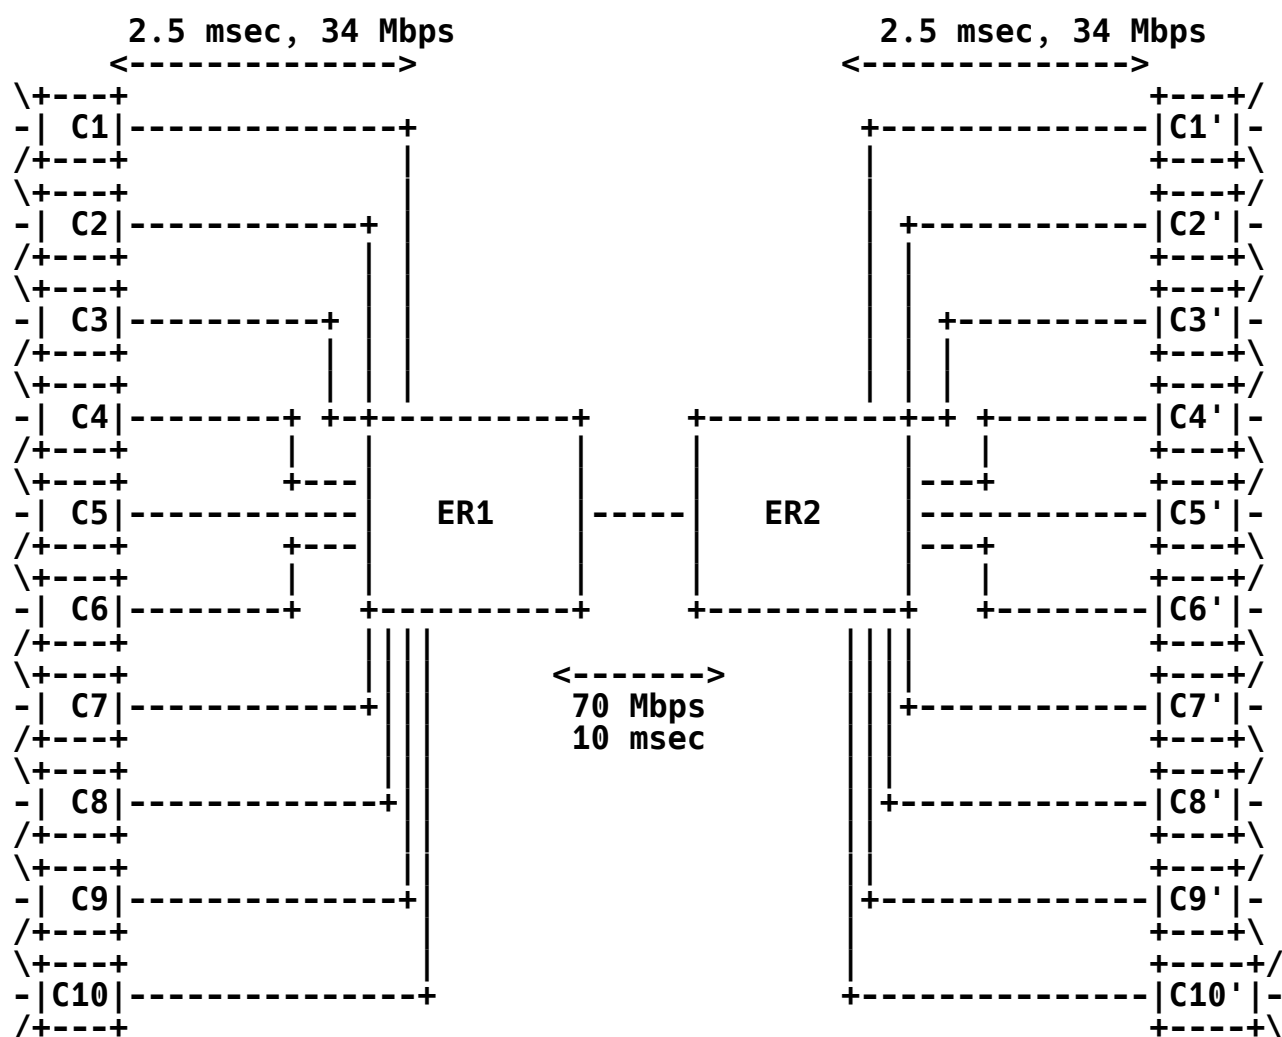 2.5 msec, 34 Mbps 2.5 msec, 34 Mbps
C1 C1'
C2 C2'
C3 C3'
C4 C4'
C5 ER1 ER2 C5'
C6 C6'
C7 70 Mbps C7'
10 msec
C8 C8'
C9 C9'
C10 C10'